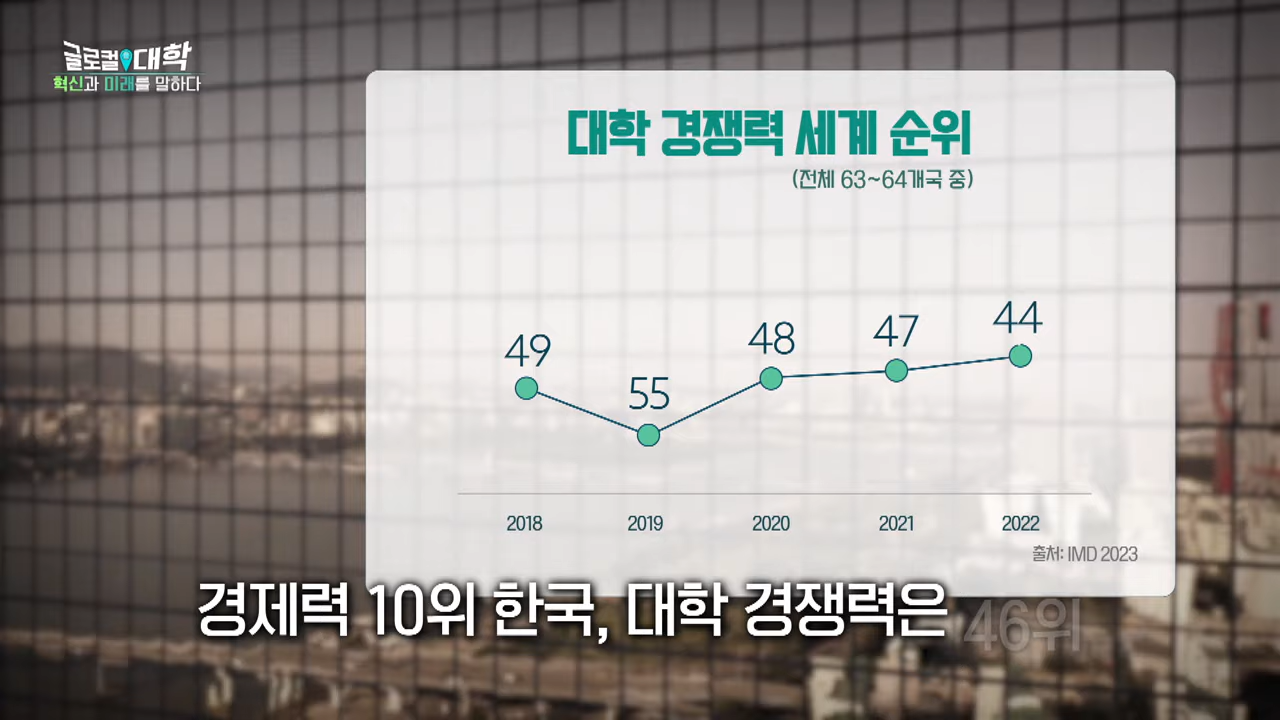 글로컬대학
혁신과 미래를 말하다
대학 경쟁력 세계 순위
(전체 63~64개국 중)
49
55
48
47
44
2018
2019
2020
2021
2022
출처: IMD 2023
경제력 10위 한국, 대학 경쟁력은 46위